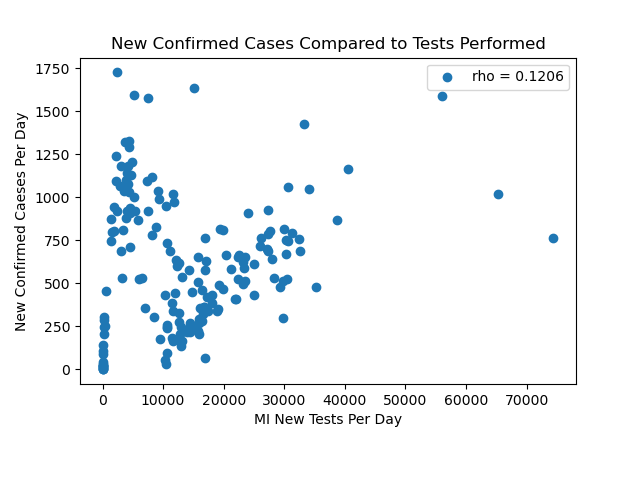 New Confirmed Cases Compared to Tests Performed
rho = 0.1206
New Confirmed Caeses Per Day
1750
1500
1250
1000
750
500
250
0
0 10000 20000 30000 40000 50000 60000 70000
MI New Tests Per Day